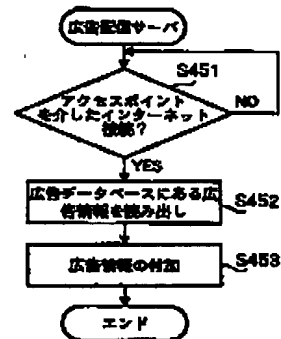 広告配信サーバ
S451
アクセスポイント
を介したインターネット
接続?
NO
YES
広告データベースにある広
告情報を読み出し
S452
広告情報の付加
S453
エンド